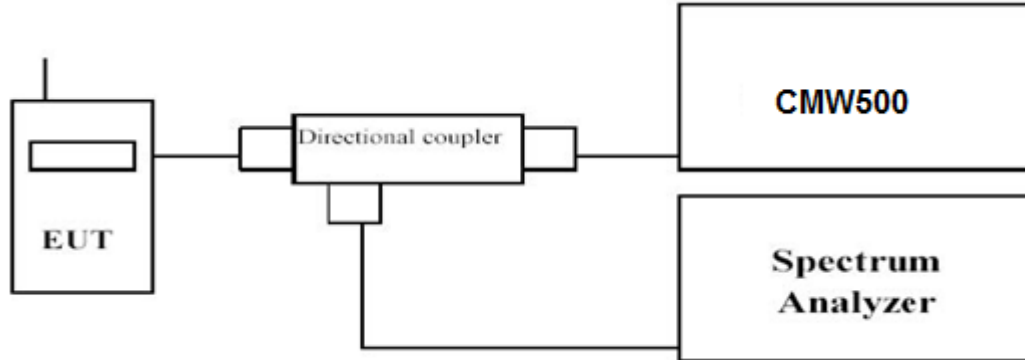 CMW500
Directional coupler
EUT
Spectrum
Analyzer